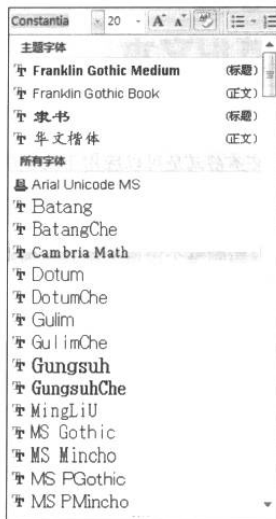 Constantia 20
主题字体
Franklin Gothic Medium (标题)
Franklin Gothic Book (正文)
隶书 (标题)
华文楷体 (正文)
所有字体
Arial Unicode MS
Batang
BatangChe
Cambria Math
Dotum
DotumChe
Gulim
GulimChe
Gungsuh
GungsuhChe
MingLiU
MS Gothic
MS Mincho
MS PGothic
MS PMincho